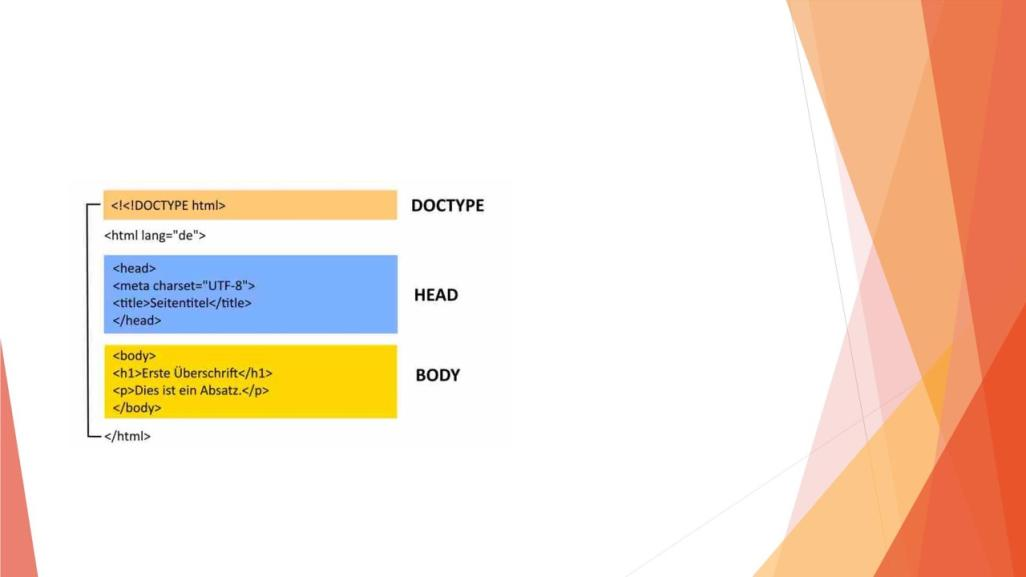 <!<!DOCTYPE html>
DOCTYPE
<html lang="de">
<head>
<meta charset="UTF-8">
<title>Seitentitel</title>
</head>
HEAD
<body>
<h1>Erste Überschrift</h1>
<p>Dies ist ein Absatz.</p>
</body>
BODY
</html>